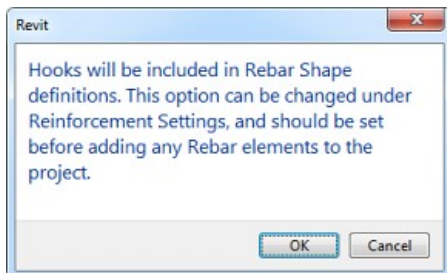 Revit
Hooks will be included in Rebar Shape
definitions. This option can be changed under
Reinforcement Settings, and should be set
before adding any Rebar elements to the
project.
OK
Cancel